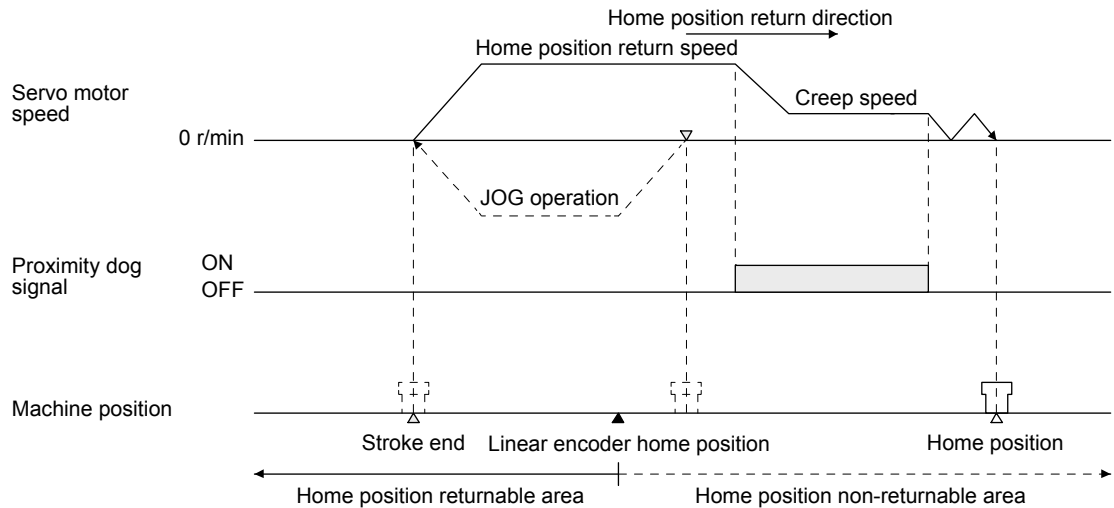 Home position return direction
Home position return speed
Servo motor
speed
Creep speed
0 r/min
JOG operation
Proximity dog
signal
ON
OFF
Machine position
Stroke end
Linear encoder home position
Home position
Home position returnable area
Home position non-returnable area